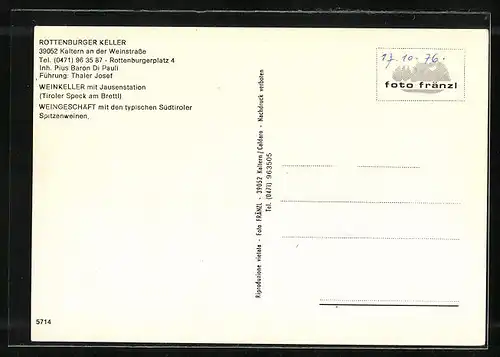 ROTTENBURGER KELLER
39052 Kaltern an der Weinstraße
Tel. (0471) 96 35 87 - Rottenburgerplatz 4
Inh. Pius Baron Di Pauli
Führung: Thaler Josef
WEINKELLER mit Jausenstation
(Tiroler Speck am Brettl)
WEINGESCHÄFT mit den typischen Südtiroler
Spitzenweinen.
5714
Riproduzione vietata - Foto FRÄNZL - 39052 Kaltern/Caldaro - Nachdruck verboten
Tel. (0471) 963505
17.10.76.
foto fränzl